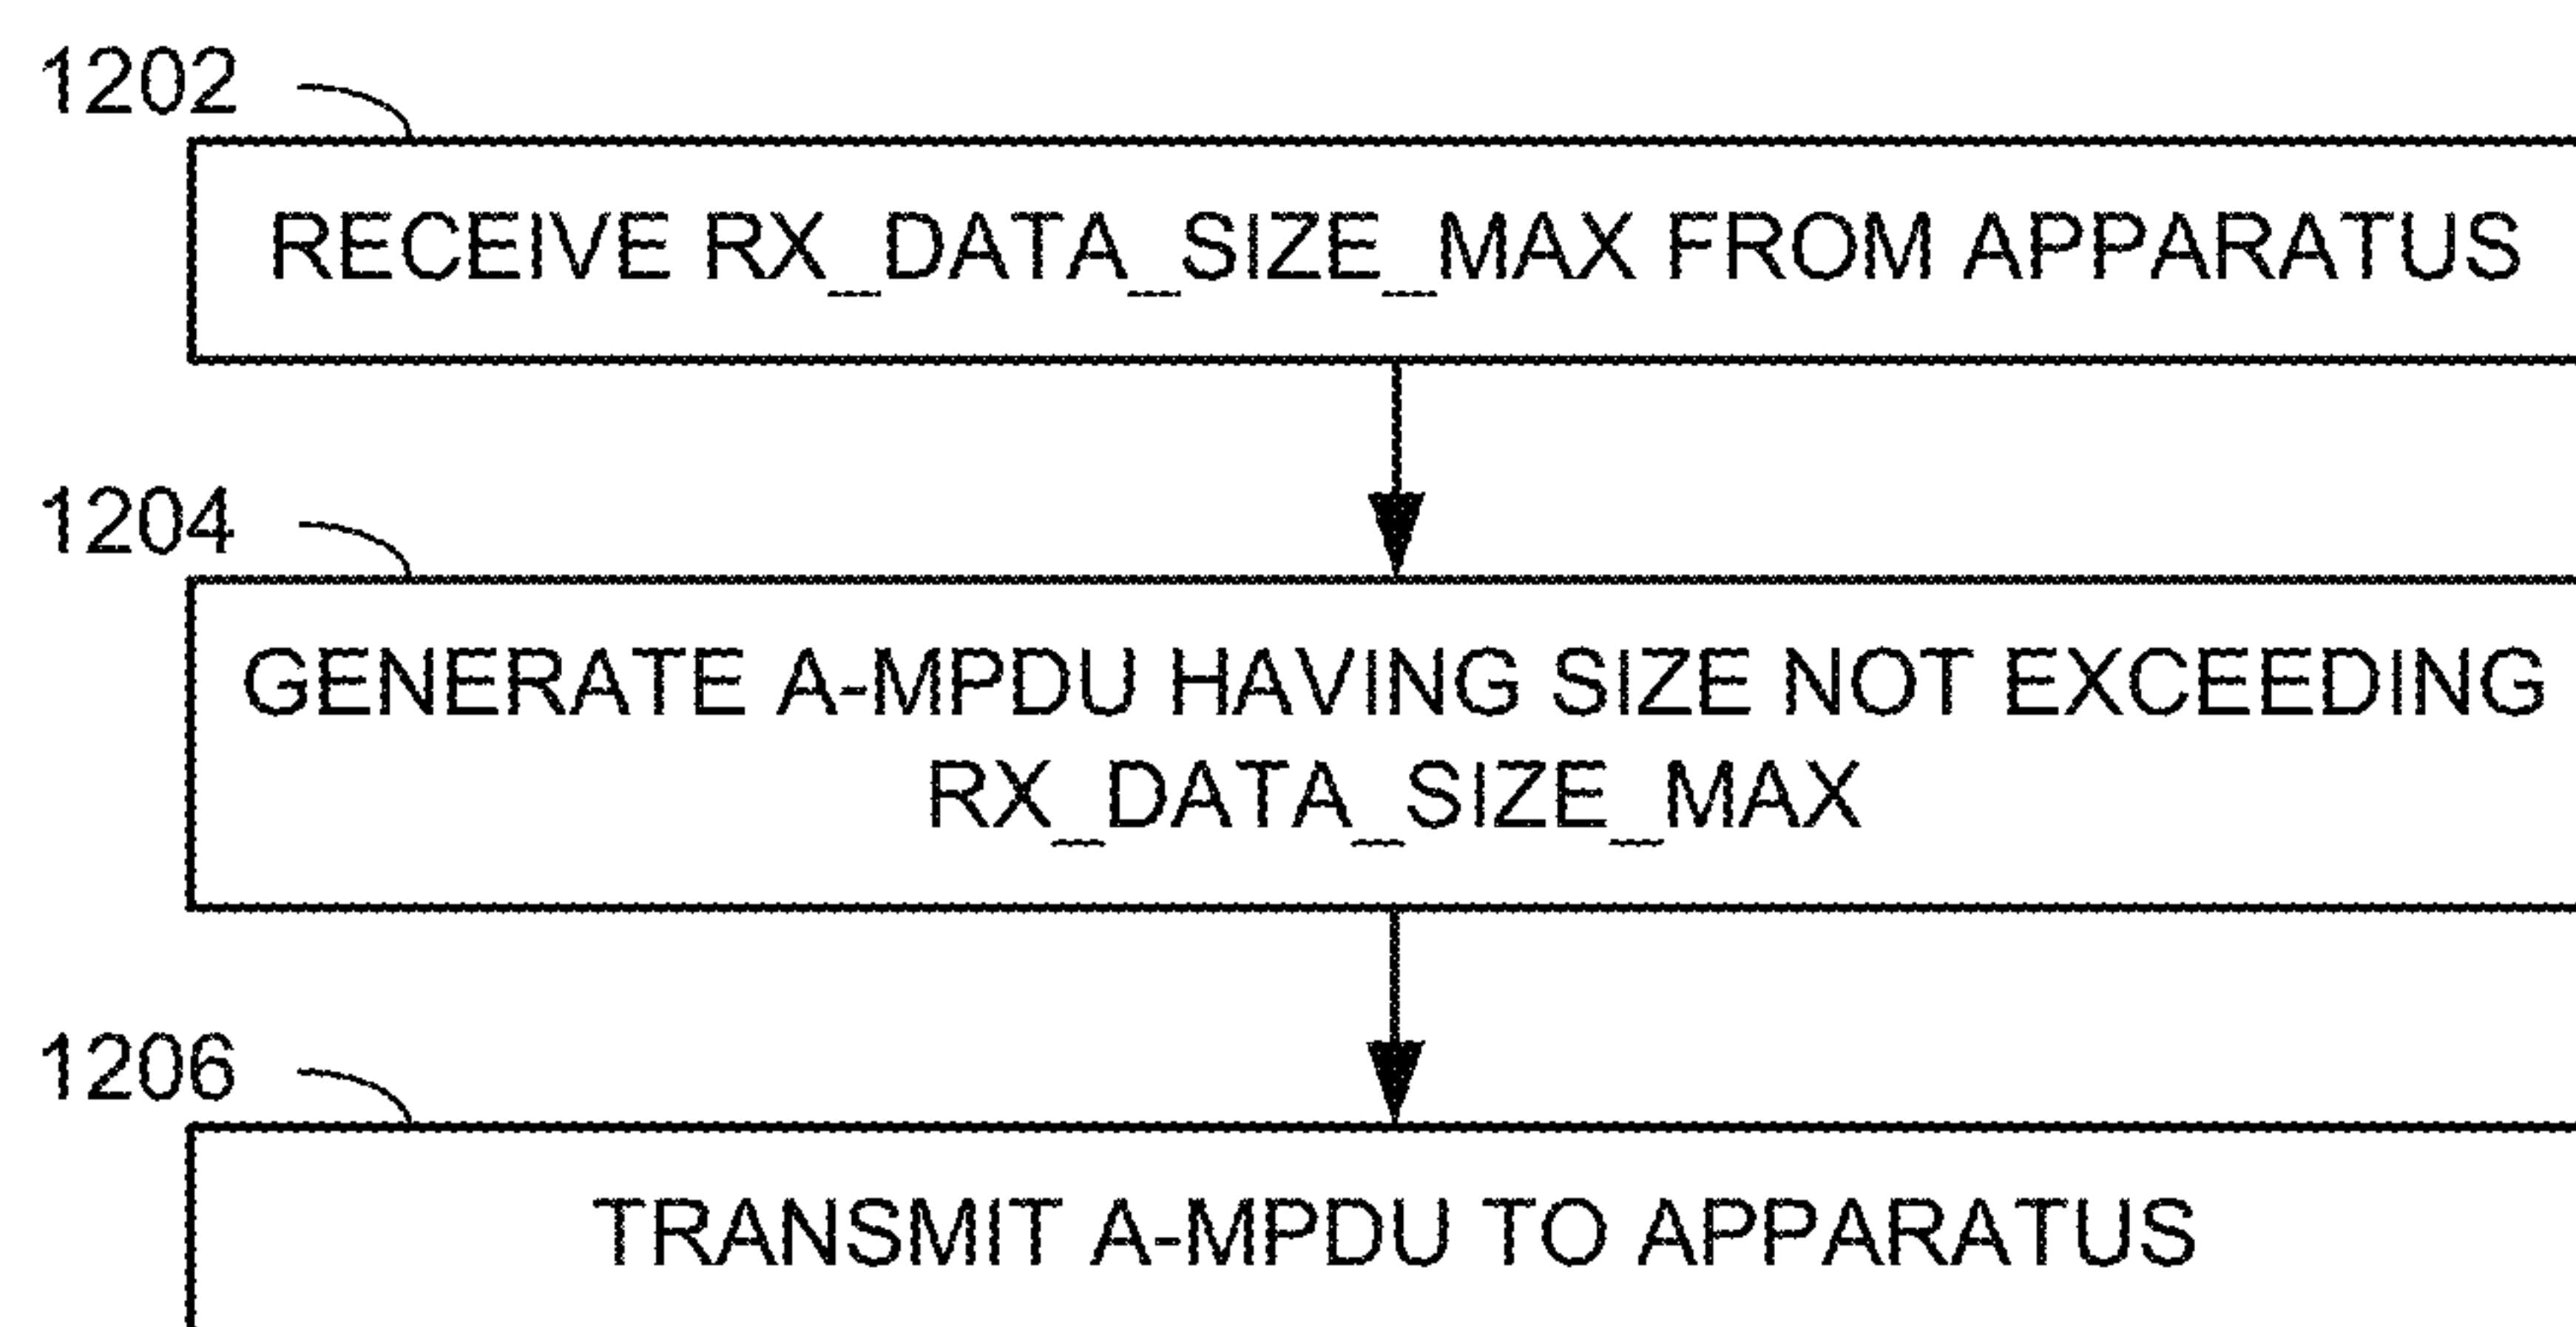 1202
RECEIVE RX_DATA_SIZE_MAX FROM APPARATUS
1204
GENERATE A-MPDU HAVING SIZE NOT EXCEEDING
RX_DATA_SIZE_MAX
1206
TRANSMIT A-MPDU TO APPARATUS